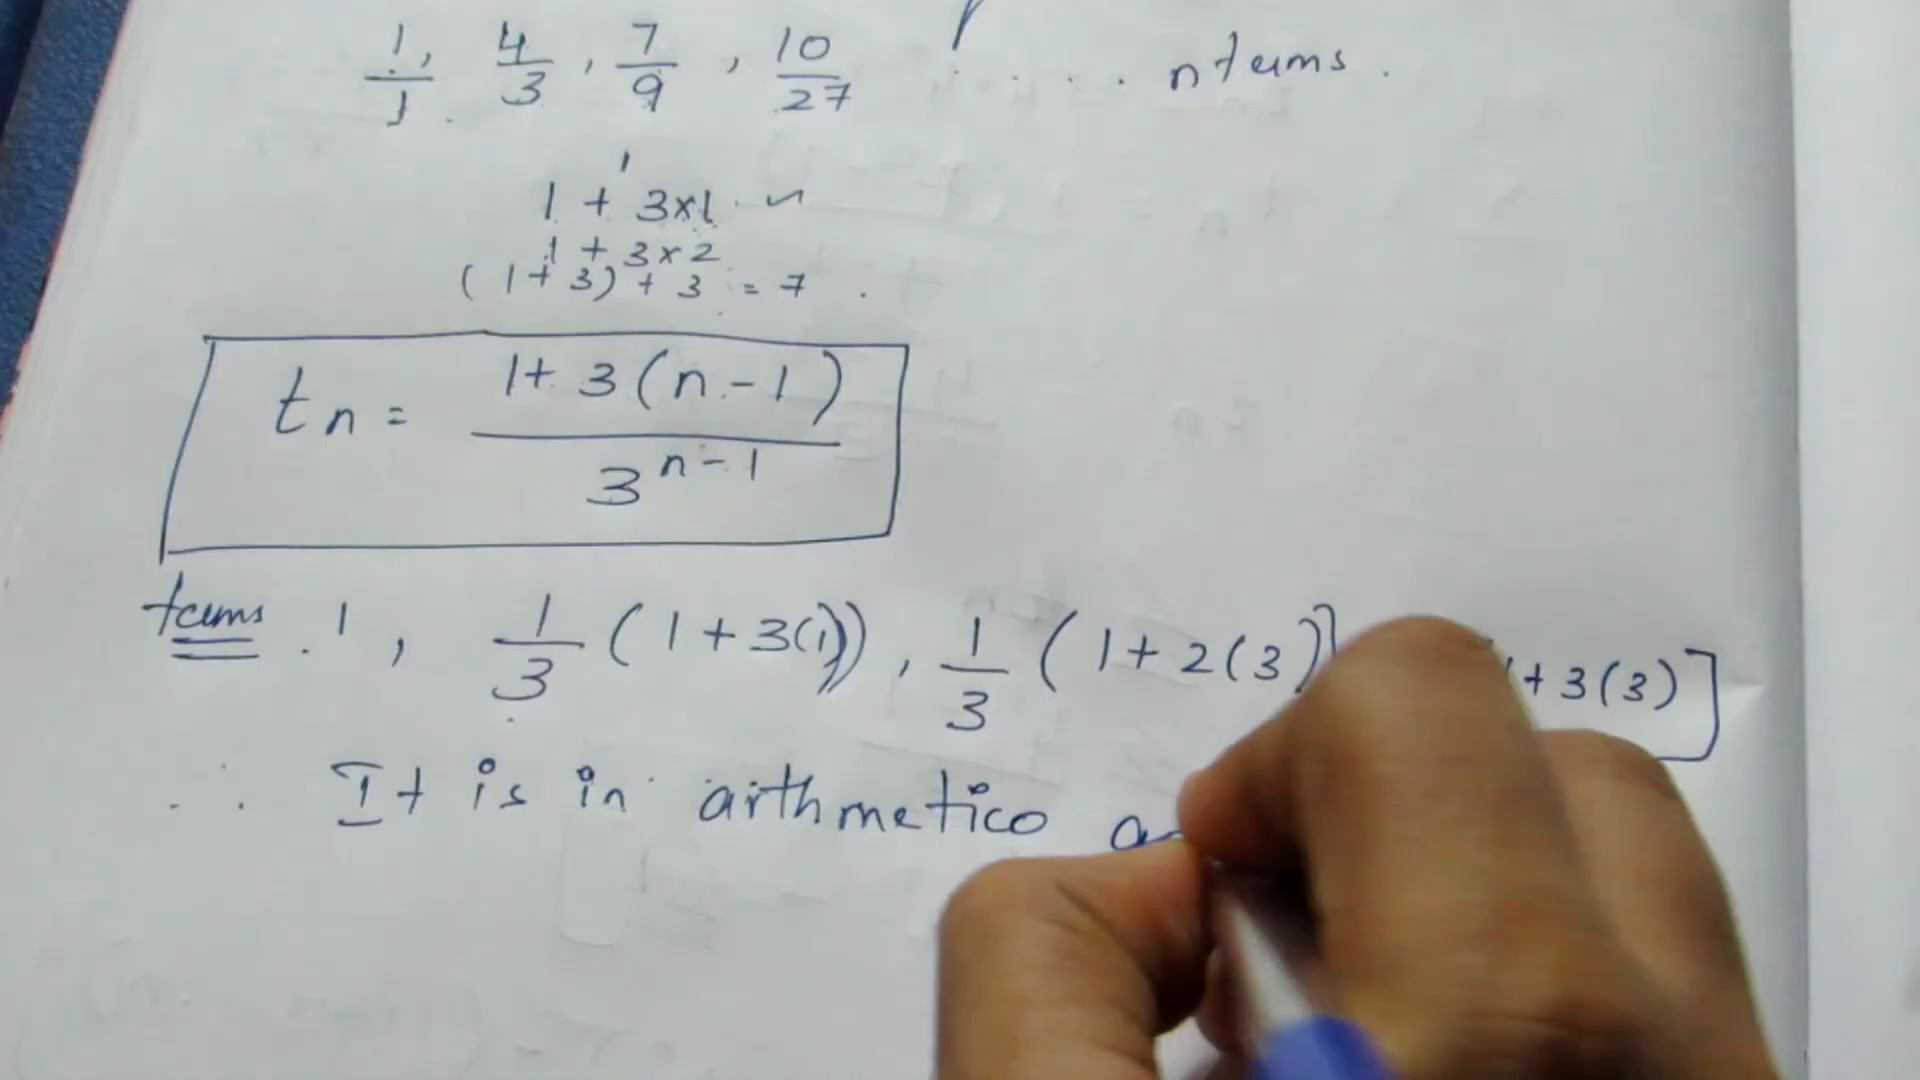 1/1, 4/3, 7/9, 10/27 .... n terms.
1 + 3×1
1 + 3×2
(1+3) + 3 = 7
tn = 1+3(n-1) / 3^n-1
terms. 1, 1/3 (1+3(1)), 1/3 (1+2(3)) + 3(3)]
∴ It is in arithmetico